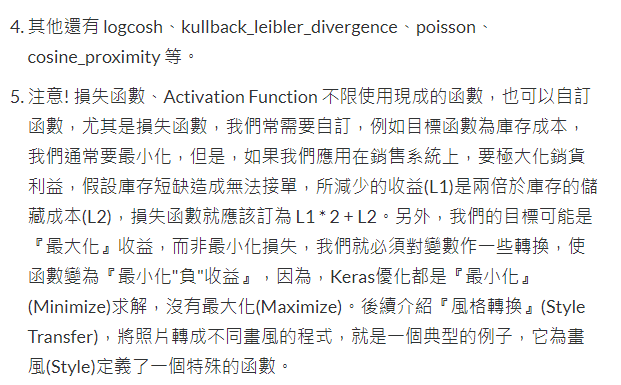 4. 其他還有 logcosh、kullback_leibler_divergence、poisson、
cosine_proximity 等。
5. 注意! 損失函數、Activation Function 不限使用現成的函數,也可以自訂
函數,尤其是損失函數,我們常需要自訂,例如目標函數為庫存成本,
我們通常要最小化,但是,如果我們應用在銷售系統上,要極大化銷貨
利益,假設庫存短缺造成無法接單,所減少的收益(L1)是兩倍於庫存的儲
藏成本(L2),損失函數就應該訂為 L1 * 2 + L2。另外,我們的目標可能是
『最大化』收益,而非最小化損失,我們就必須對變數作一些轉換,使
函數變為『最小化"負"收益』,因為,Keras優化都是『最小化』
(Minimize)求解,沒有最大化(Maximize)。後續介紹『風格轉換』(Style
Transfer),將照片轉成不同畫風的程式,就是一個典型的例子,它為畫
風(Style)定義了一個特殊的函數。